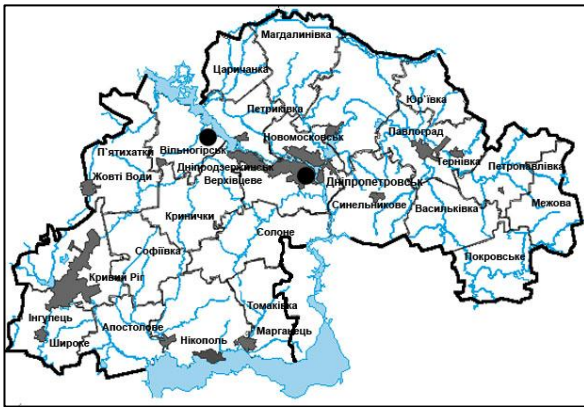 Магдалинівка
Царичанка
Юр᾽ївка
Петриківка
Новомосковськ
Павлоград
Вільногірськ
П᾽ятихатки
Тернівка
Петропавлівка
Дніпродзержинськ
Жовті Води
Верхівцеве
Дніпропетровськ
Синельникове
Васильківка
Межова
Кринички
Солоне
Софіївка
Покровське
Кривий Ріг
Томаківка
Інгулець
Апостолове
Марганець
Широке
Нікополь